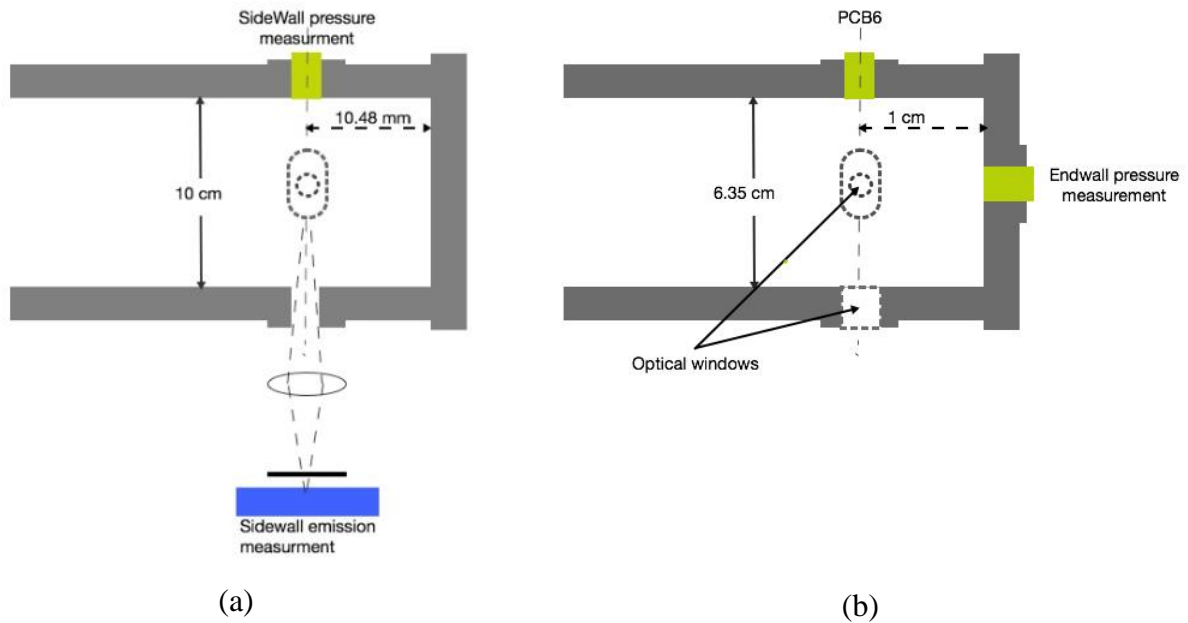 SideWall pressure
measurment
10.48 mm
10 cm
Sidewall emission
measurment
(a)
PCB6
1 cm
6.35 cm
Endwall pressure
measurement
Optical windows
(b)